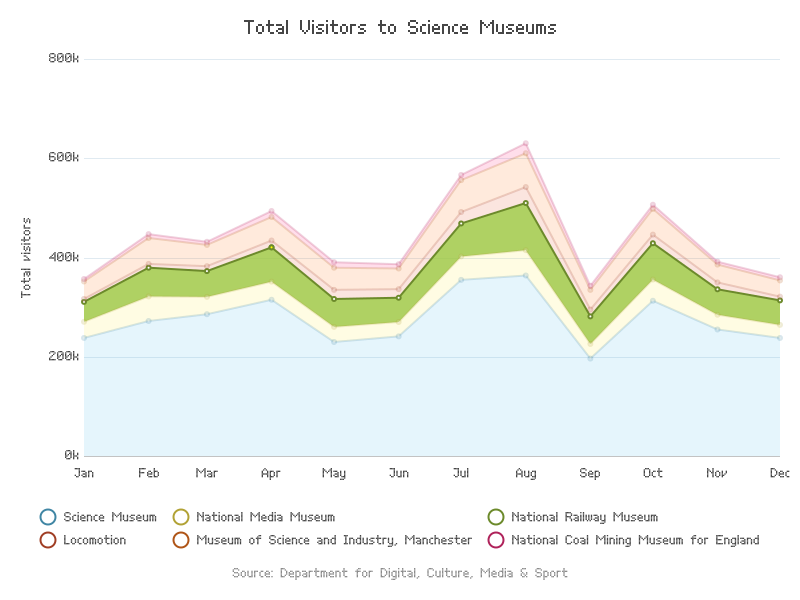 Total Visitors to Science Museums
800k
600k
400k
200k
0k
Total visitors
Jan Feb Mar Apr May Jun Jul Aug Sep Oct Nov Dec
Science Museum National Media Museum National Railway Museum
Locomotion Museum of Science and Industry, Manchester National Coal Mining Museum for England
Source: Department for Digital, Culture, Media & Sport